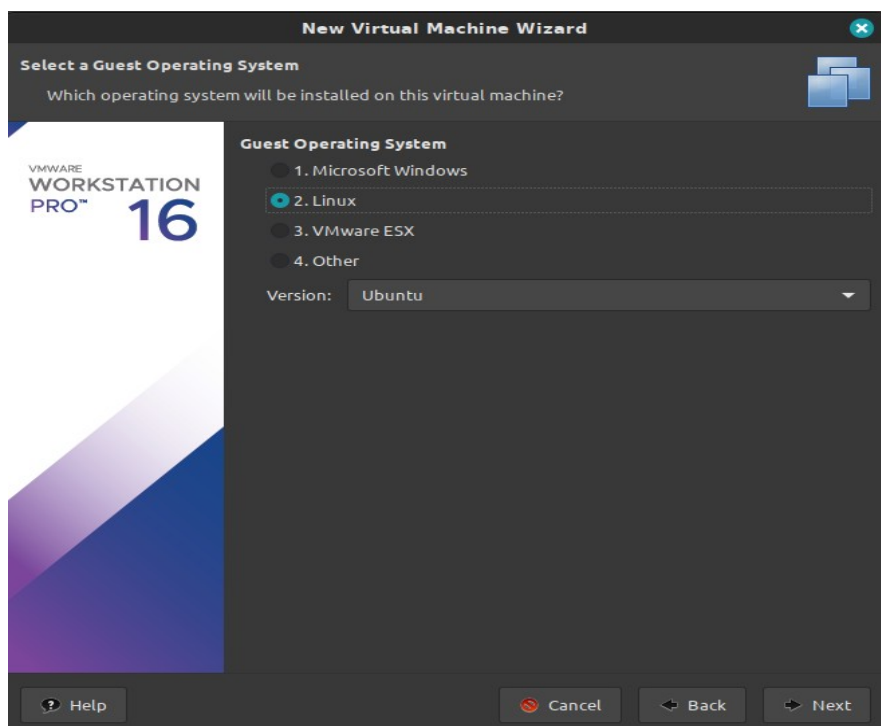 New Virtual Machine Wizard
Select a Guest Operating System
Which operating system will be installed on this virtual machine?
VMWARE
WORKSTATION
PRO™ 16
Guest Operating System
1. Microsoft Windows
2. Linux
3. VMware ESX
4. Other
Version: Ubuntu
Help Cancel Back Next